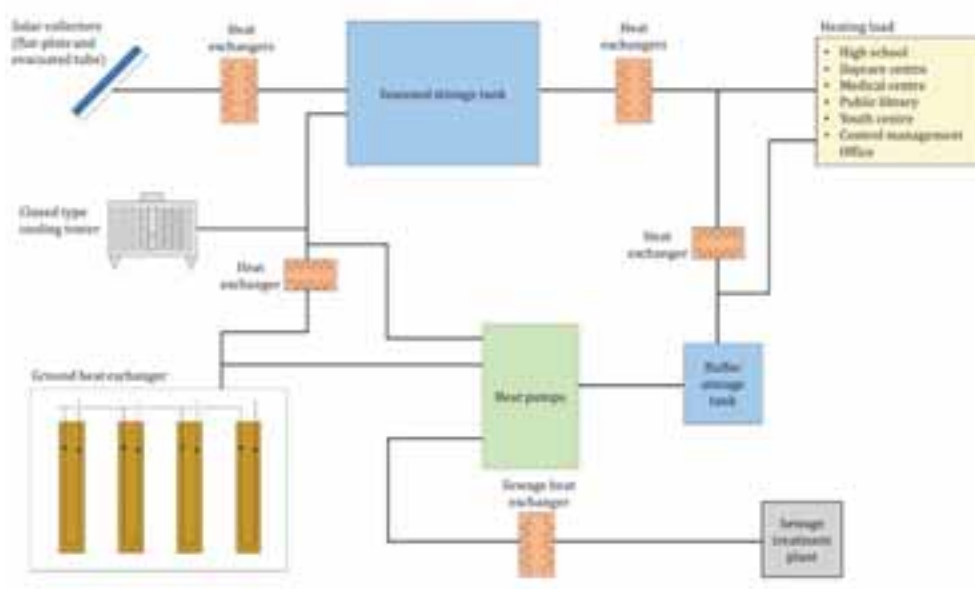 Solar collectors
(flat-plate and
evacuated tube)
Heat
exchangers
Seasonal storage tank
Heat
exchangers
Heating load
• High school
• Daycare centre
• Medical centre
• Public library
• Youth centre
• Control management
Office
Closed type
cooling tower
Heat
exchanger
Heat
exchanger
Ground heat exchanger
Heat pumps
Buffer
storage
tank
Sewage heat
exchanger
Sewage
treatment
plant